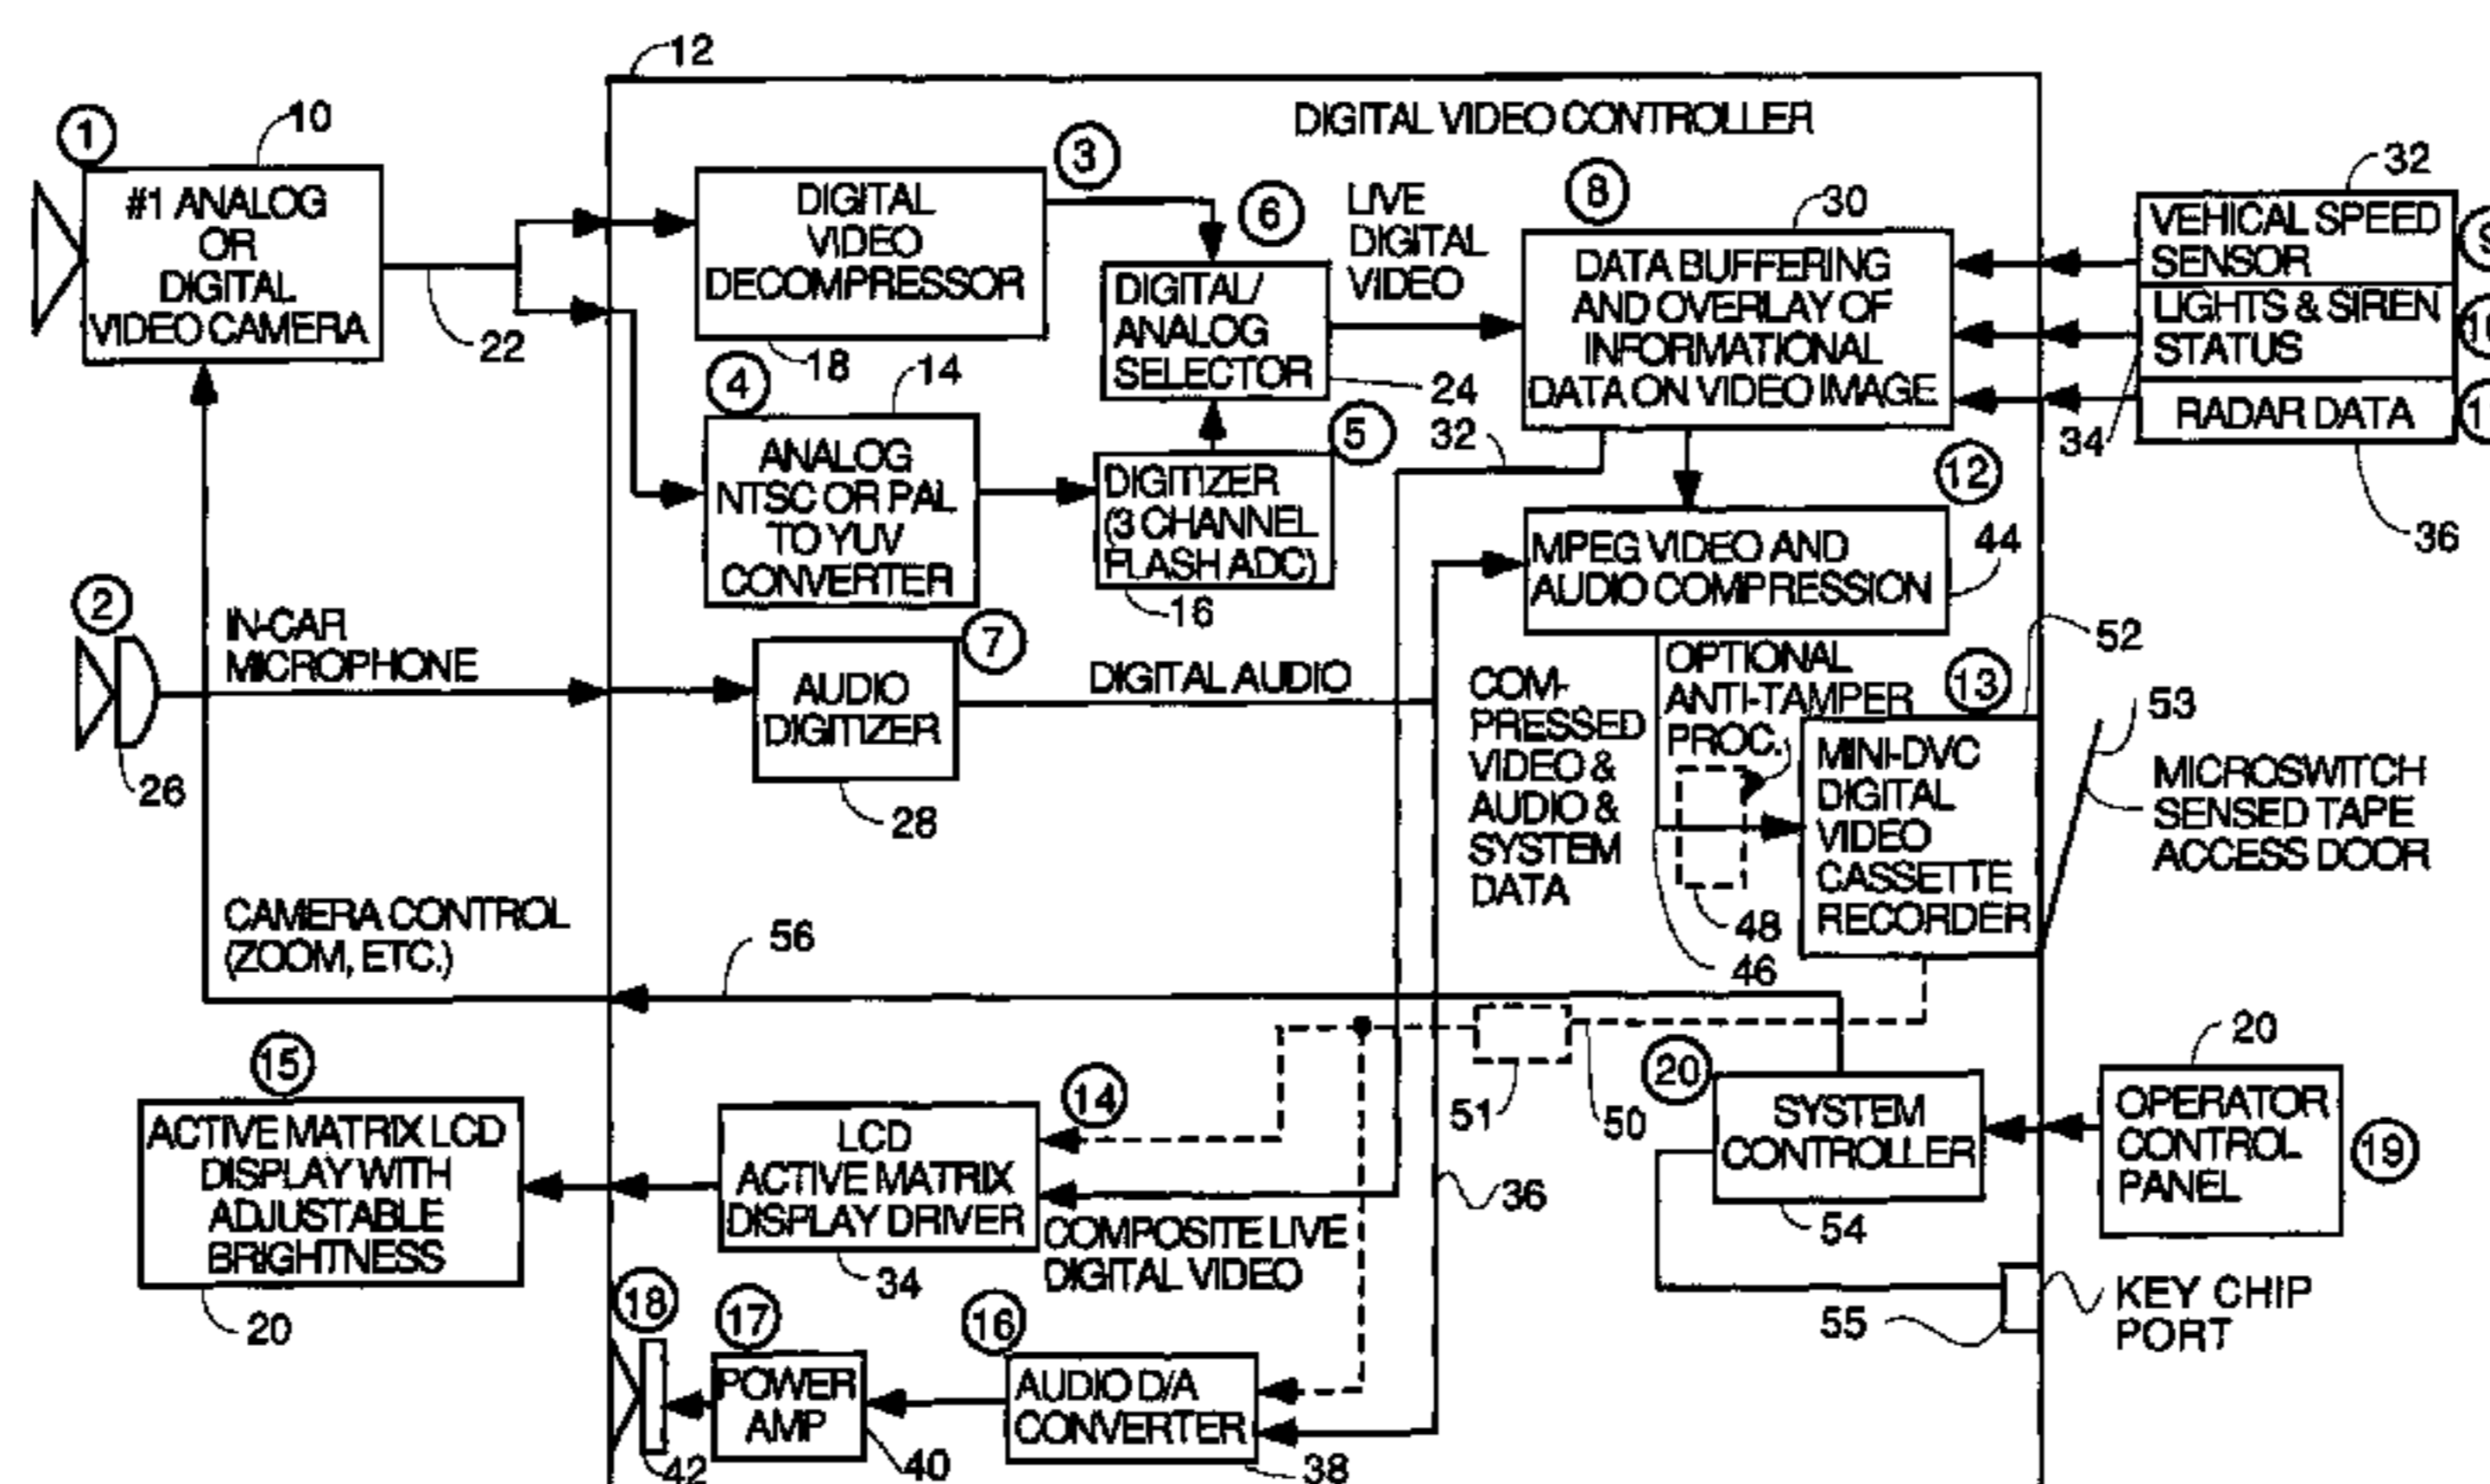 12
DIGITAL VIDEO CONTROLLER
1
10
#1 ANALOG
OR
DIGITAL
VIDEO CAMERA
22
DIGITAL
VIDEO
DECOMPRESSOR
3
18
6
DIGITAL/
ANALOG
SELECTOR
24
LIVE
DIGITAL
VIDEO
8
30
DATA BUFFERING
AND OVERLAY OF
INFORMATIONAL
DATA ON VIDEO IMAGE
32
32
VEHICAL SPEED
SENSOR
LIGHTS & SIREN
STATUS
RADAR DATA
34
36
4
14
ANALOG
NTSC OR PAL
TO YUV
CONVERTER
5
DIGITIZER
(3 CHANNEL
FLASH ADC)
16
12
MPEG VIDEO AND
AUDIO COMPRESSION
44
2
IN-CAR
MICROPHONE
26
7
AUDIO
DIGITIZER
28
DIGITAL AUDIO
COM-
PRESSED
VIDEO &
AUDIO &
SYSTEM
DATA
OPTIONAL
ANTI-TAMPER
PROC.
48
46
13
52
MINI-DVC
DIGITAL
VIDEO
CASSETTE
RECORDER
53
MICROSWITCH
SENSED TAPE
ACCESS DOOR
CAMERA CONTROL
(ZOOM, ETC.)
56
15
ACTIVE MATRIX LCD
DISPLAY WITH
ADJUSTABLE
BRIGHTNESS
20
14
LCD
ACTIVE MATRIX
DISPLAY DRIVER
34
COMPOSITE LIVE
DIGITAL VIDEO
51
50
36
20
SYSTEM
CONTROLLER
54
20
OPERATOR
CONTROL
PANEL
19
55
KEY CHIP
PORT
18
42
17
POWER
AMP
40
16
AUDIO D/A
CONVERTER
38